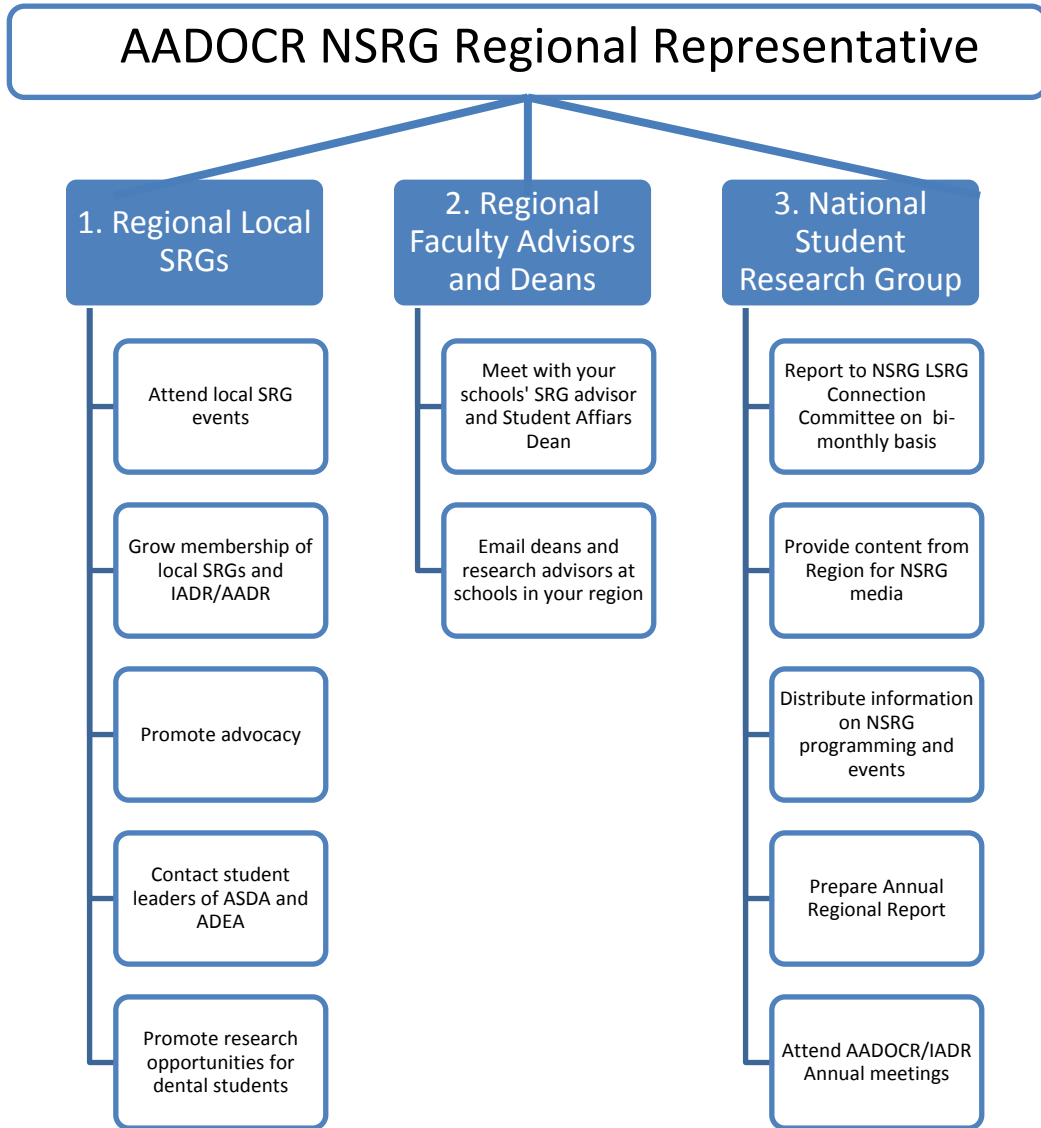 AADOCR NSRG Regional Representative
1. Regional Local
SRGs
Attend local SRG
events
Grow membership of
local SRGs and
IADR/AADR
Promote advocacy
Contact student
leaders of ASDA and
ADEA
Promote research
opportunities for
dental students
2. Regional
Faculty Advisors
and Deans
Meet with your
schools' SRG advisor
and Student Affiars
Dean
Email deans and
research advisors at
schools in your region
3. National
Student
Research Group
Report to NSRG LSRG
Connection
Committee on  bi-
monthly basis
Provide content from
Region for NSRG
media
Distribute information
on NSRG
programming and
events
Prepare Annual
Regional Report
Attend AADOCR/IADR
Annual meetings